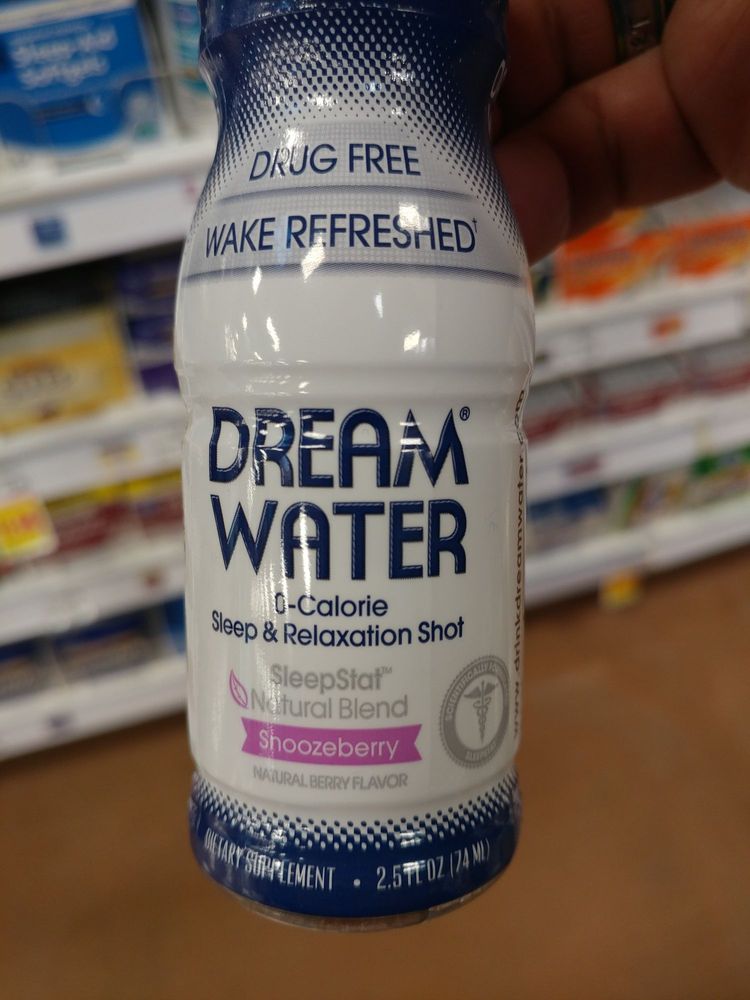 DRUG FREE
WAKE REFRESHED†
DREAM®
WATER
0-Calorie
Sleep & Relaxation Shot
SleepStat™
Natural Blend
Snoozeberry
NATURAL BERRY FLAVOR
DIETARY SUPPLEMENT • 2.5 FL OZ (74 ML)
www.drinkdreamwater.com